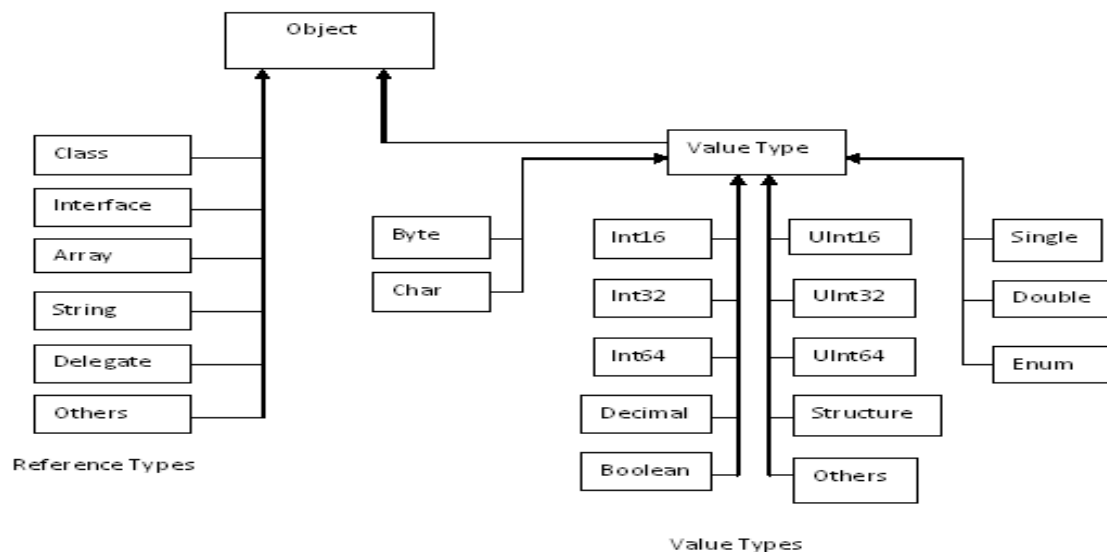 Object
Class
Interface
Array
String
Delegate
Others
Reference Types
Value Type
Byte
Char
Int16
Int32
Int64
Decimal
Boolean
UInt16
UInt32
UInt64
Structure
Others
Single
Double
Enum
Value Types